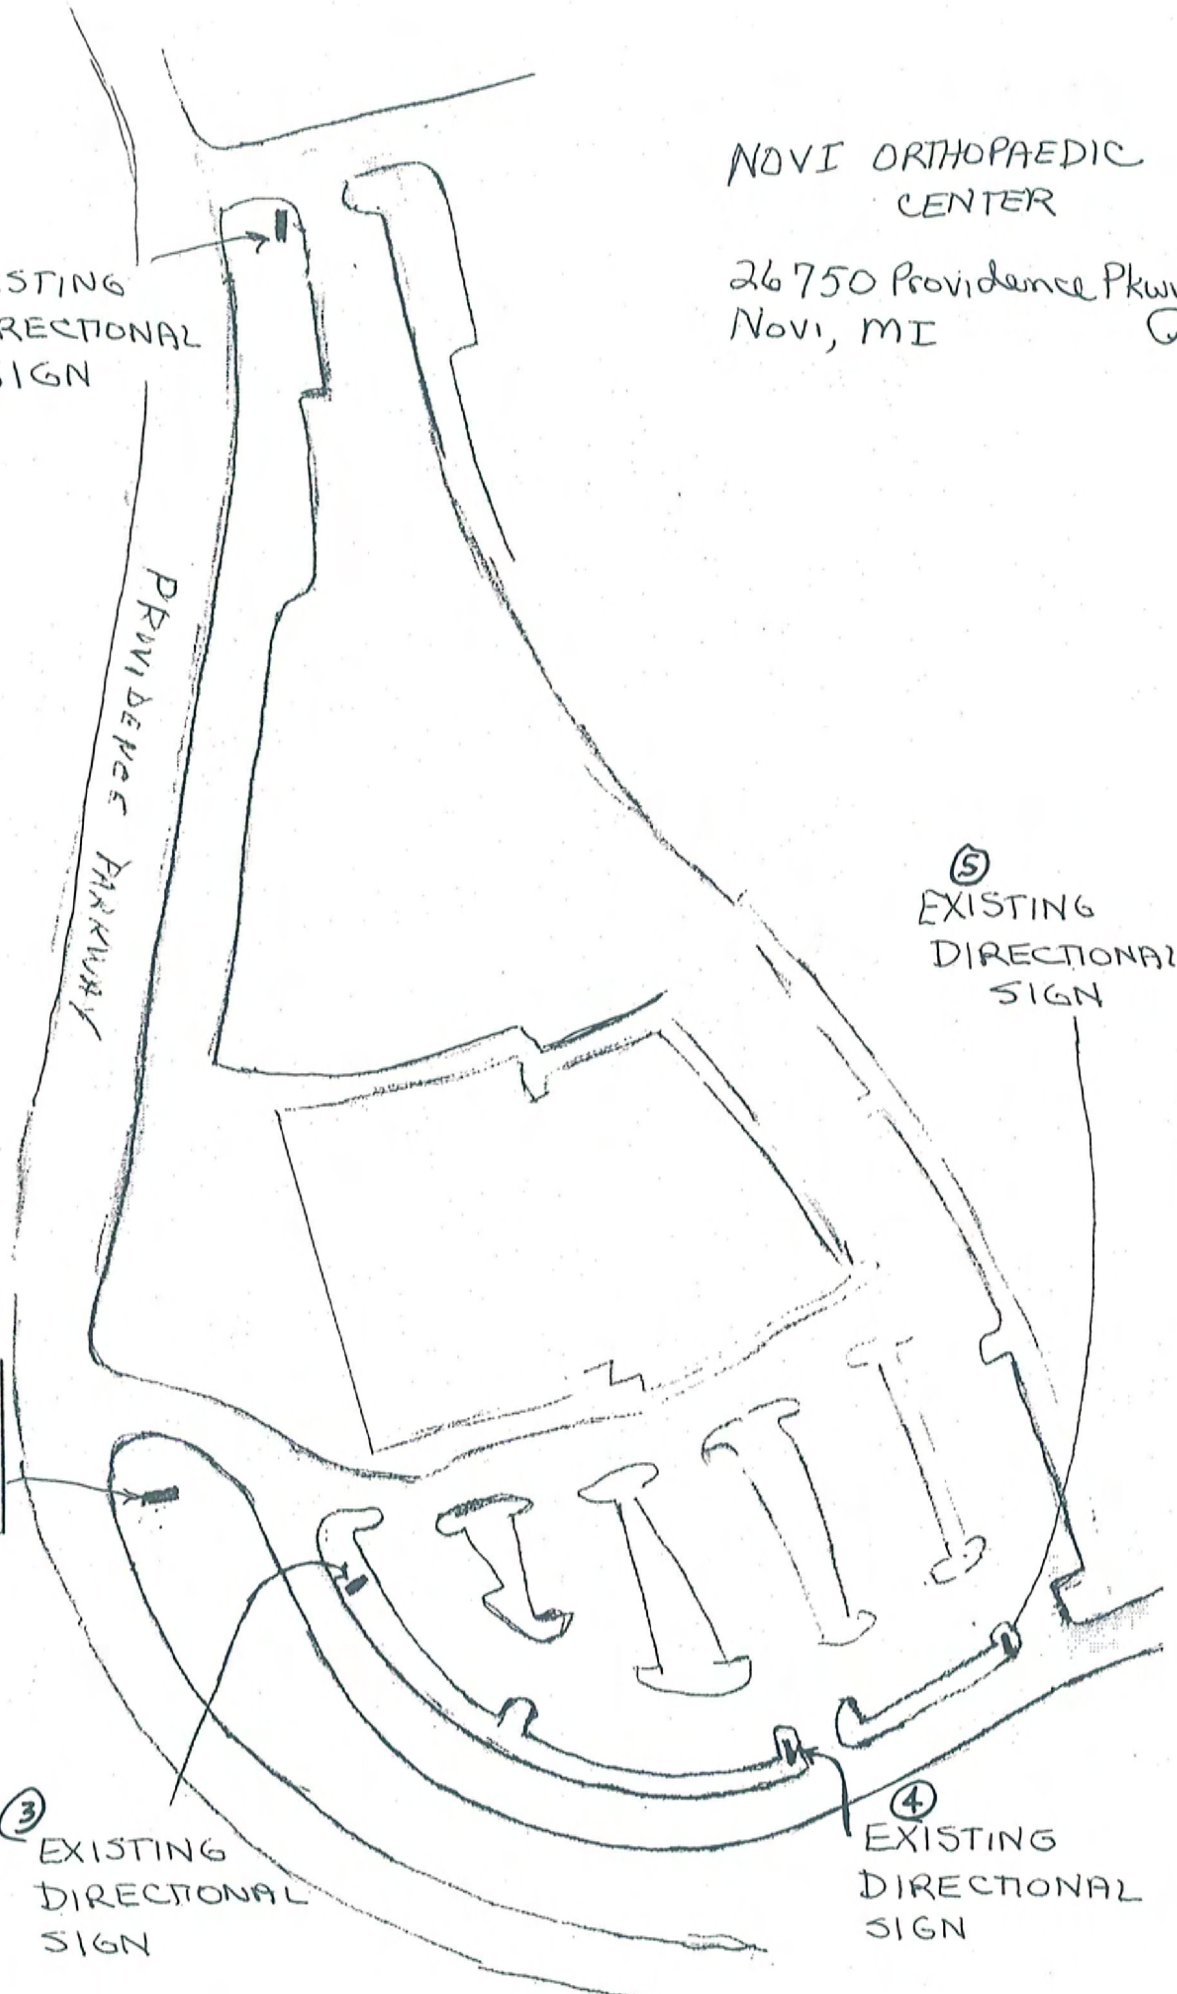 NOVI ORTHOPAEDIC
CENTER
26750 Providence Pkwy
Novi, MI
STING
RECTIONAL
SIGN
PROVIDENCE PARKWAY
⑤
EXISTING
DIRECTIONAL
SIGN
③
EXISTING
DIRECTIONAL
SIGN
④
EXISTING
DIRECTIONAL
SIGN